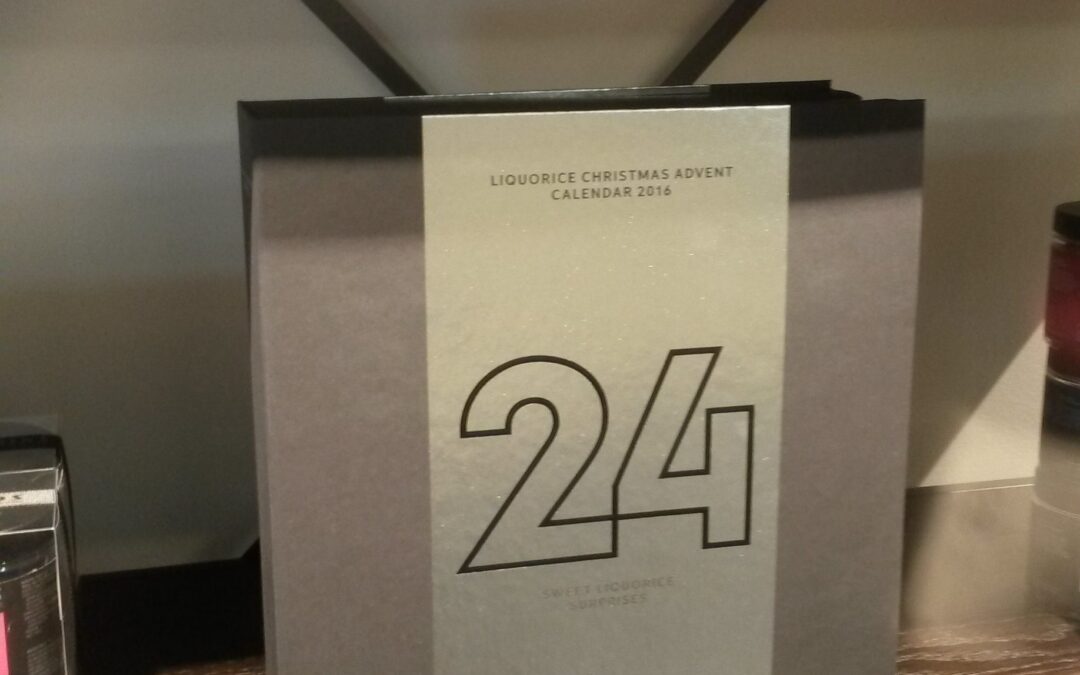 LIQUORICE CHRISTMAS ADVENT
CALENDAR 2016
24
SWEET LIQUORICE
SURPRISES